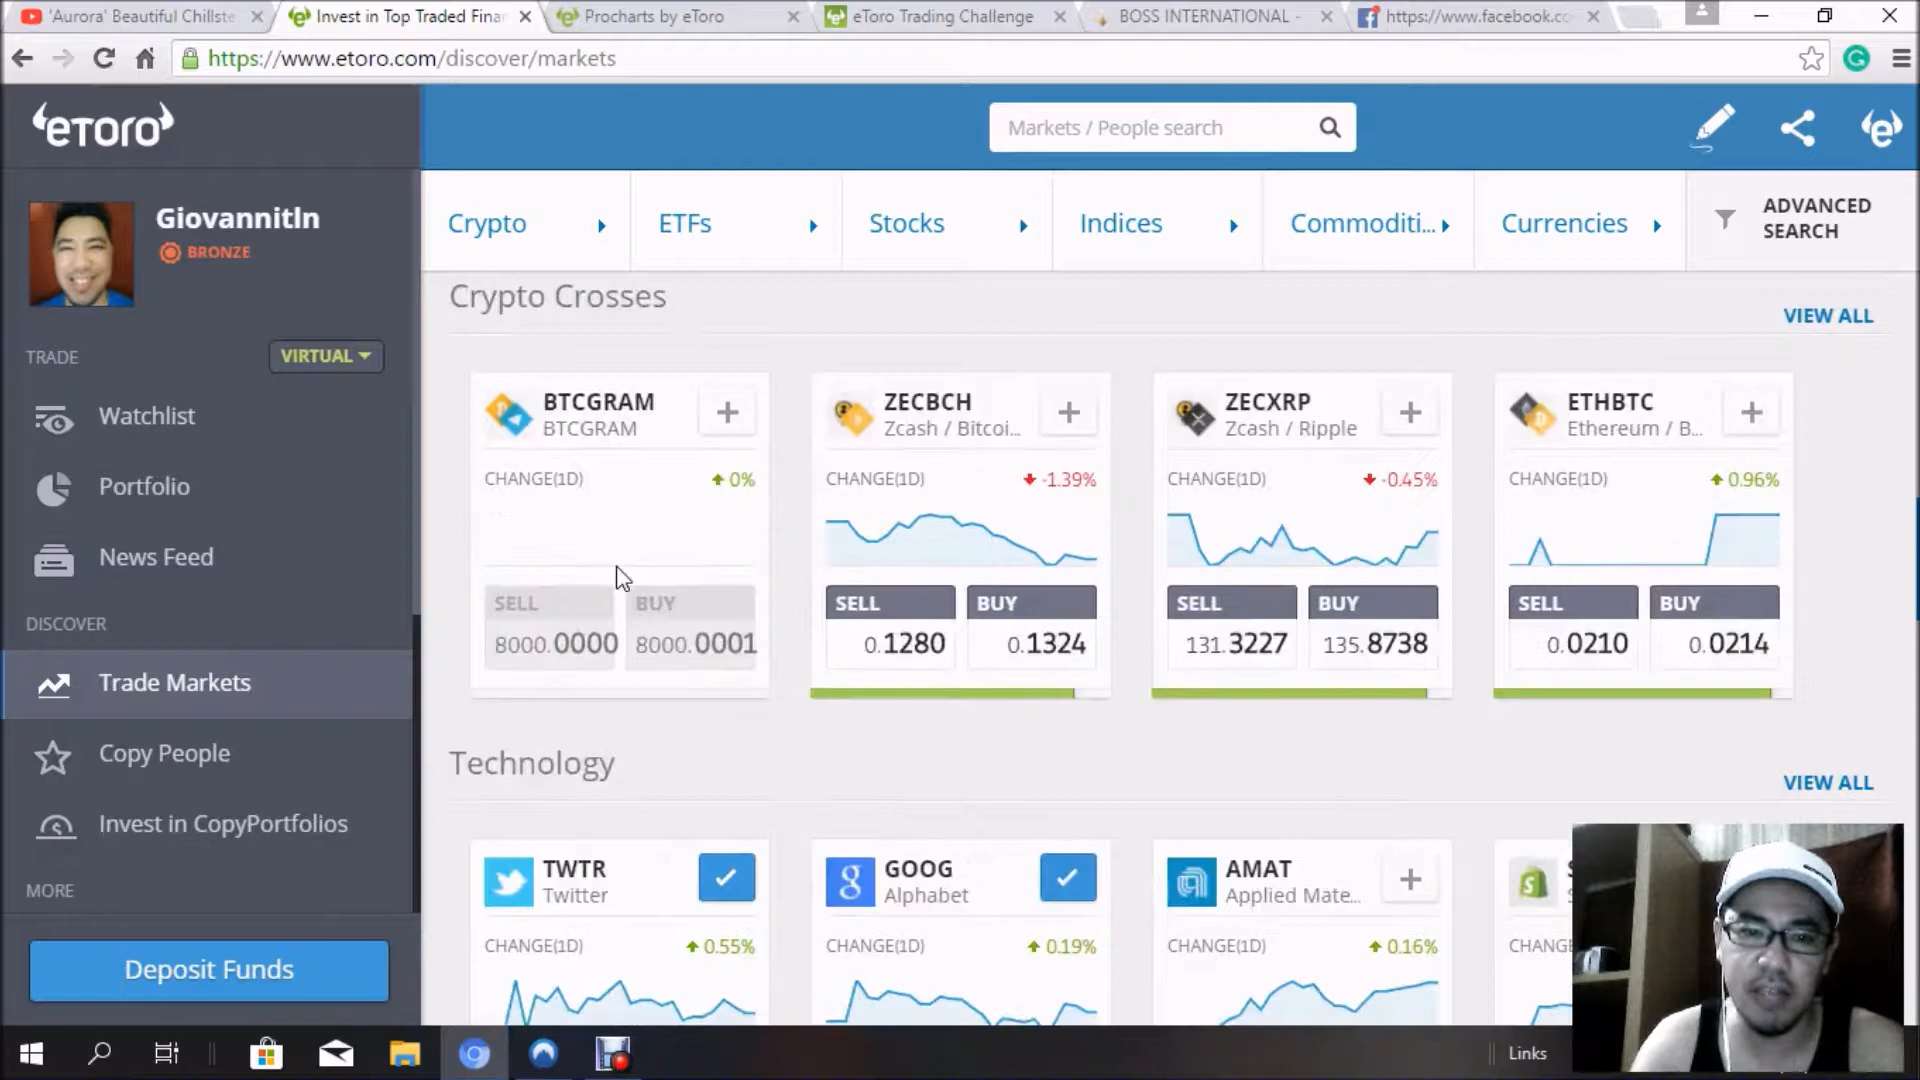 'Aurora' Beautiful Chillste
Invest in Top Traded Finan
Procharts by eToro
eToro Trading Challenge
BOSS INTERNATIONAL -
https://www.facebook.co
https://www.etoro.com/discover/markets
eTORO
Markets / People search
Giovannitln
BRONZE
Crypto
ETFs
Stocks
Indices
Commoditi...
Currencies
ADVANCED
SEARCH
TRADE
VIRTUAL
Watchlist
Portfolio
News Feed
DISCOVER
Trade Markets
Copy People
Invest in CopyPortfolios
MORE
Deposit Funds
Crypto Crosses
VIEW ALL
BTCGRAM
BTCGRAM
CHANGE(1D)
0%
SELL
BUY
8000.0000
8000.0001
ZECBCH
Zcash / Bitcoi...
CHANGE(1D)
-1.39%
SELL
BUY
0.1280
0.1324
ZECXRP
Zcash / Ripple
CHANGE(1D)
-0.45%
SELL
BUY
131.3227
135.8738
ETHBTC
Ethereum / B...
CHANGE(1D)
0.96%
SELL
BUY
0.0210
0.0214
Technology
VIEW ALL
TWTR
Twitter
CHANGE(1D)
0.55%
GOOG
Alphabet
CHANGE(1D)
0.19%
AMAT
Applied Mate...
CHANGE(1D)
0.16%
Links